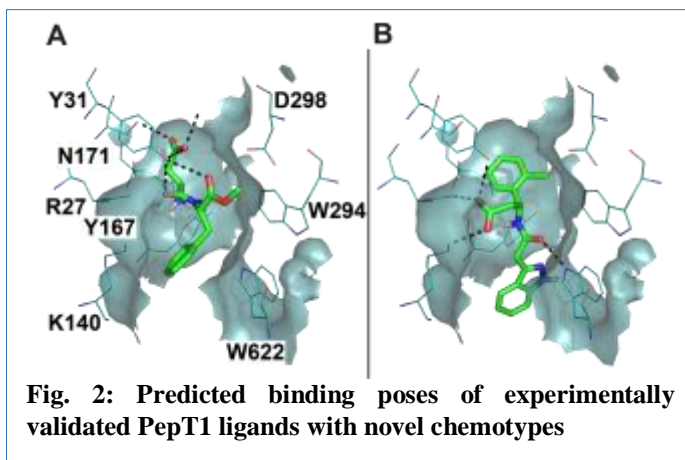 A
B
Y31
D298
N171
R27
W294
Y167
K140
W622
Fig. 2: Predicted binding poses of experimentally
validated PepT1 ligands with novel chemotypes